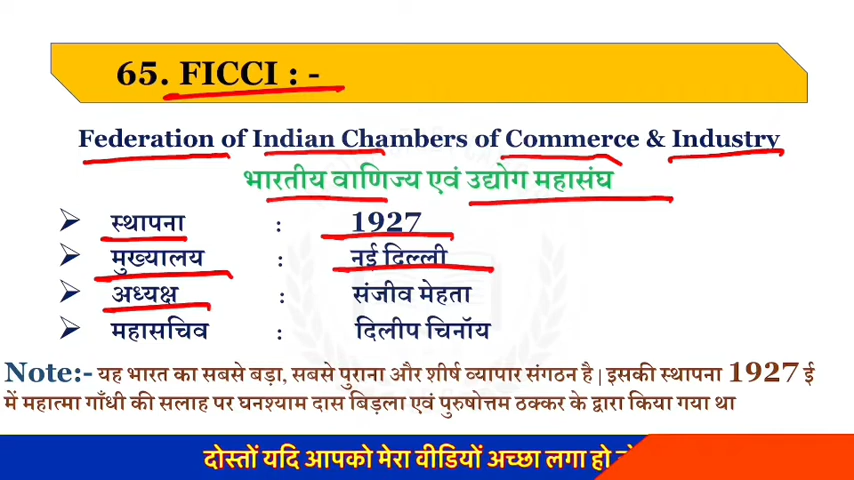 65. FICCI : -
Federation of Indian Chambers of Commerce & Industry
भारतीय वाणिज्य एवं उद्योग महासंघ
➢ स्थापना : 1927
➢ मुख्यालय : नई दिल्ली
➢ अध्यक्ष : संजीव मेहता
➢ महासचिव : दिलीप चिनॉय
Note:- यह भारत का सबसे बड़ा, सबसे पुराना और शीर्ष व्यापार संगठन है | इसकी स्थापना 1927 ई
में महात्मा गाँधी की सलाह पर घनश्याम दास बिड़ला एवं पुरुषोत्तम ठक्कर के द्वारा किया गया था
दोस्तों यदि आपको मेरा वीडियों अच्छा लगा हो